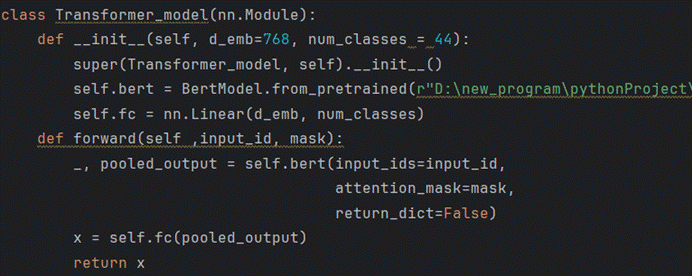 class Transformer_model(nn.Module):
    def __init__(self, d_emb=768, num_classes = 44):
        super(Transformer_model, self).__init__()
        self.bert = BertModel.from_pretrained(r"D:\new_program\pythonProject\
        self.fc = nn.Linear(d_emb, num_classes)
    def forward(self ,input_id, mask):
        _, pooled_output = self.bert(input_ids=input_id,
                                     attention_mask=mask,
                                     return_dict=False)
        x = self.fc(pooled_output)
        return x